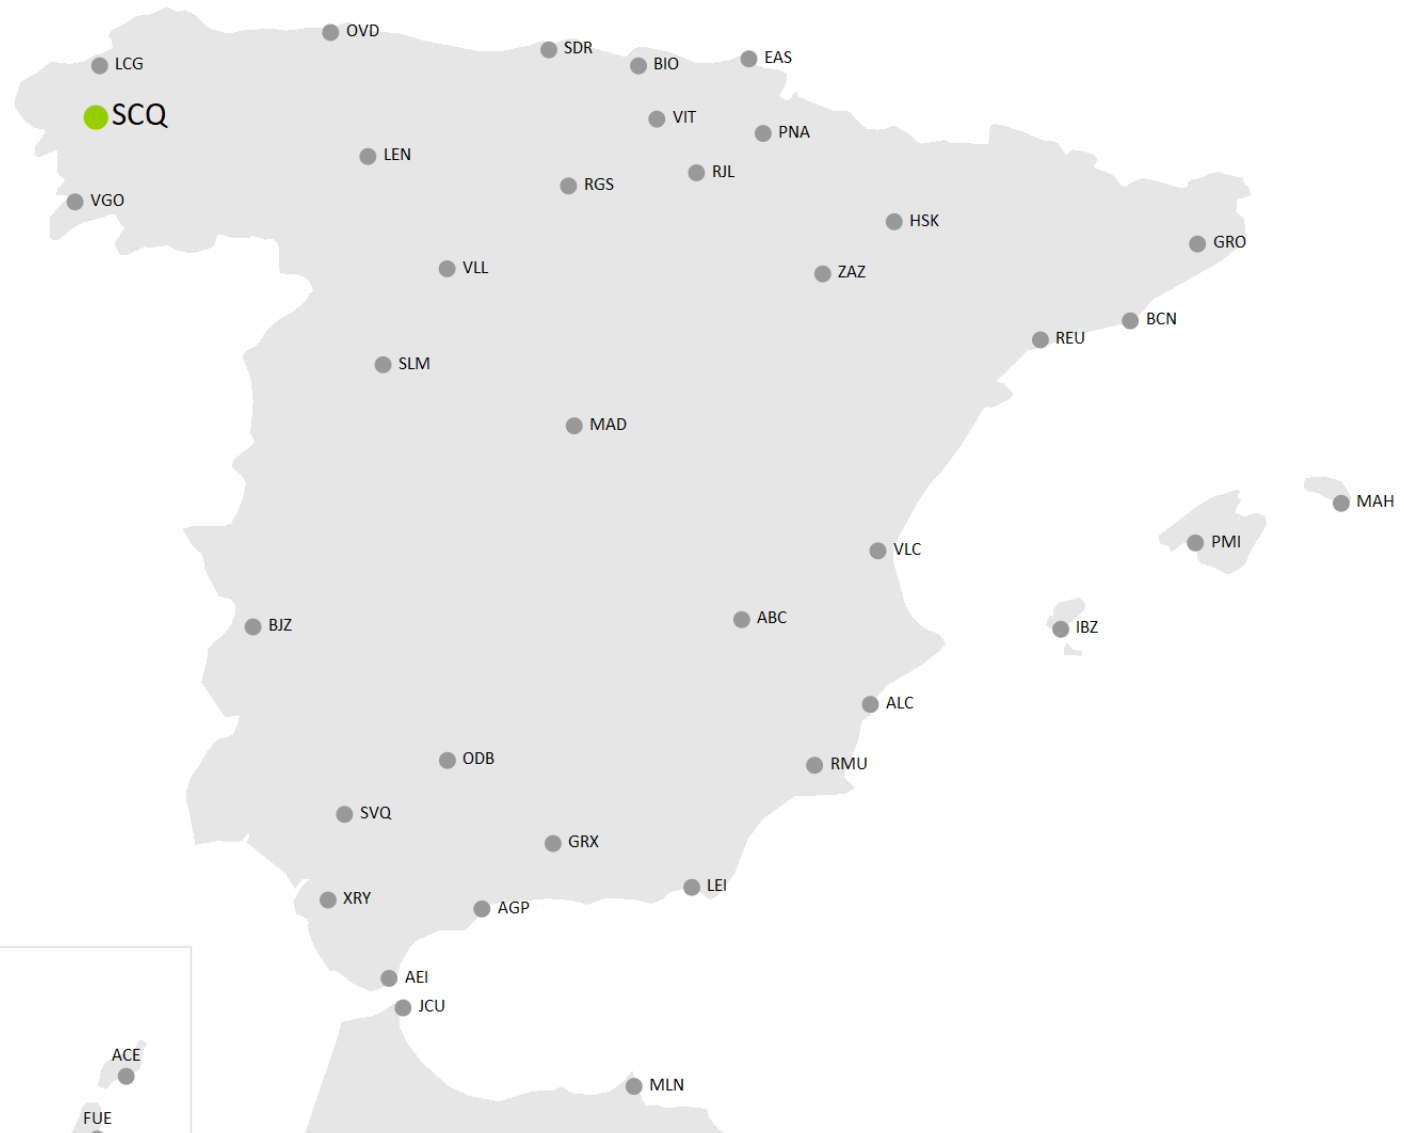 OVD
SDR
EAS
LCG
BIO
SCQ
VIT
PNA
LEN
RJL
RGS
VGO
HSK
GRO
VLL
ZAZ
BCN
REU
SLM
MAD
MAH
PMI
VLC
ABC
BJZ
IBZ
ALC
ODB
RMU
SVQ
GRX
LEI
XRY
AGP
AEI
JCU
ACE
MLN
FUE